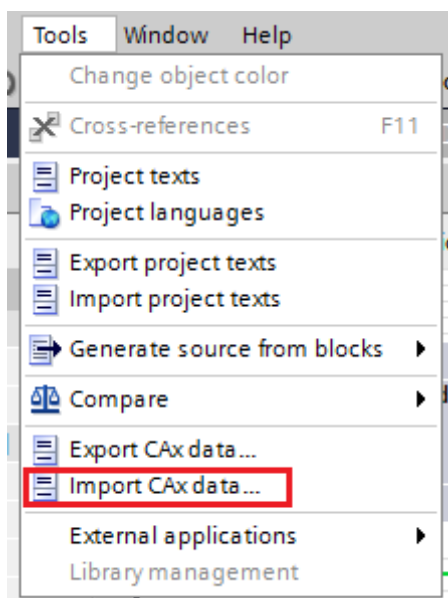 Tools Window Help
Change object color
Cross-references F11
Project texts
Project languages
Export project texts
Import project texts
Generate source from blocks
Compare
Export CAx data...
Import CAx data...
External applications
Library management